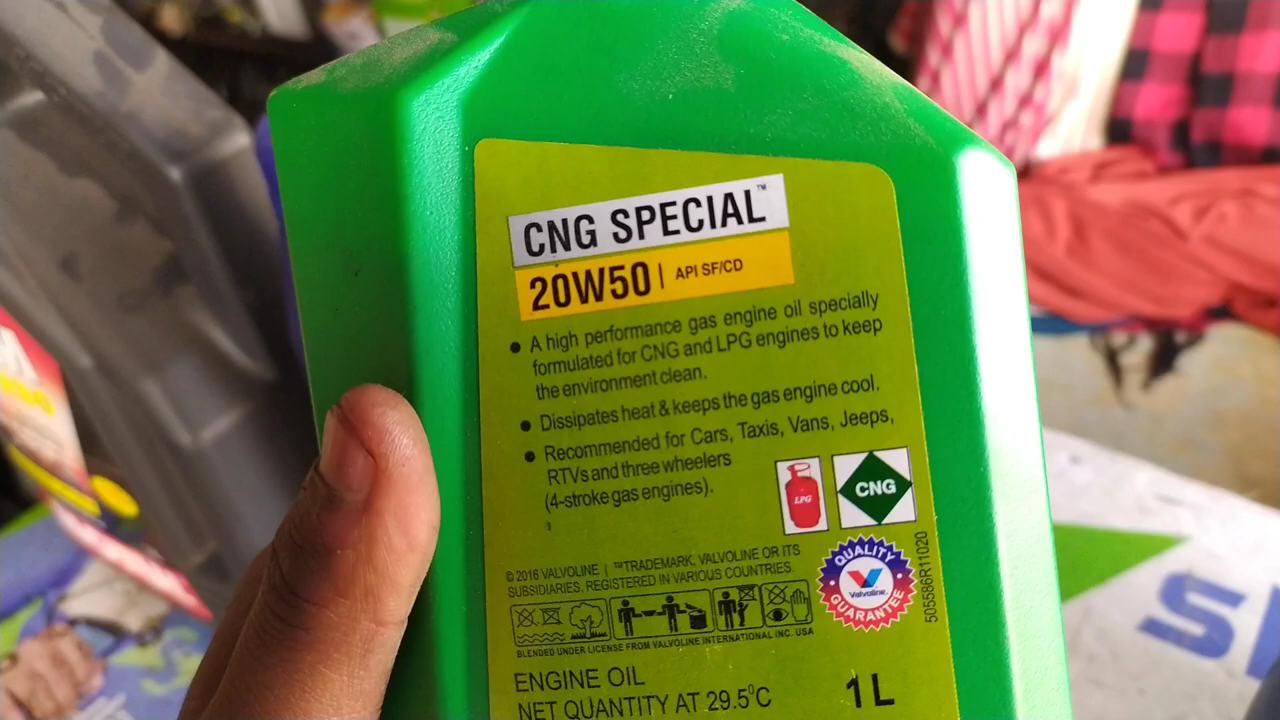 CNG SPECIAL™
20W50 | API SF/CD
• A high performance gas engine oil specially
formulated for CNG and LPG engines to keep
the environment clean.
• Dissipates heat & keeps the gas engine cool.
• Recommended for Cars, Taxis, Vans, Jeeps,
RTVs and three wheelers
(4-stroke gas engines).
LPG
CNG
© 2016 VALVOLINE | ™TRADEMARK, VALVOLINE OR ITS
SUBSIDIARIES, REGISTERED IN VARIOUS COUNTRIES.
QUALITY
Valvoline
GUARANTEE
505586R11020
BLENDED UNDER LICENSE FROM VALVOLINE INTERNATIONAL INC. USA
ENGINE OIL
NET QUANTITY AT 29.5⁰C 1 L